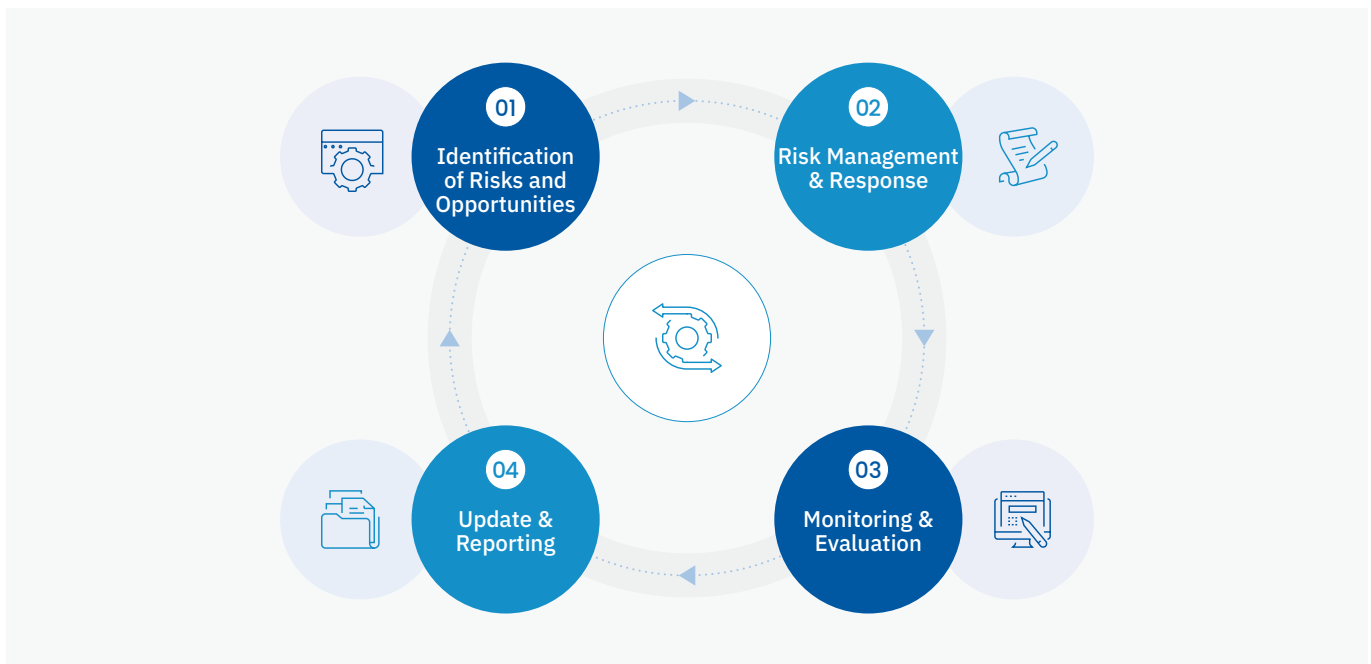 01
Identification
of Risks and
Opportunities
02
Risk Management
& Response
03
Monitoring &
Evaluation
04
Update &
Reporting